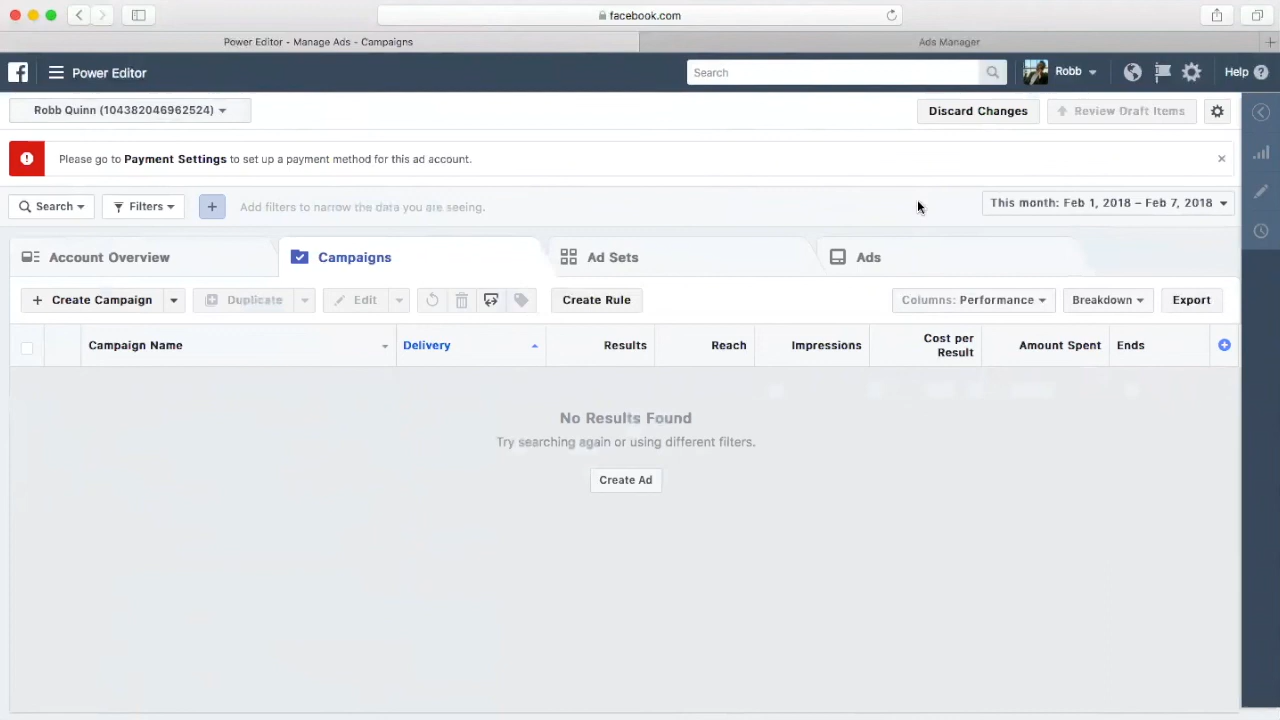 facebook.com
Power Editor - Manage Ads - Campaigns
Ads Manager
Power Editor
Search
Robb
Help
Robb Quinn (104382046962524)
Discard Changes
Review Draft Items
Please go to Payment Settings to set up a payment method for this ad account.
Search
Filters
Add filters to narrow the data you are seeing.
This month: Feb 1, 2018 – Feb 7, 2018
Account Overview
Campaigns
Ad Sets
Ads
Create Campaign
Duplicate
Edit
Create Rule
Columns: Performance
Breakdown
Export
Campaign Name
Delivery
Results
Reach
Impressions
Cost per
Result
Amount Spent
Ends
No Results Found
Try searching again or using different filters.
Create Ad